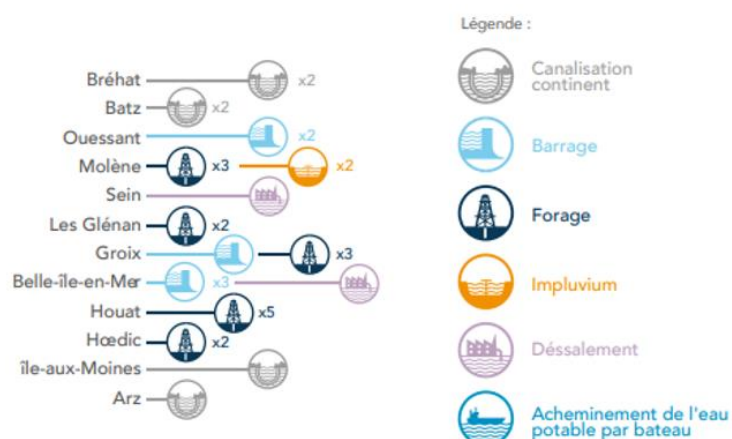 Légende :
Bréhat x2
Batz x2
Ouessant x2
Molène x3 x2
Sein
Les Glénan x2
Groix x3
Belle-île-en-Mer x3
Houat x5
Hœdic x2
île-aux-Moines
Arz
Canalisation
continent
Barrage
Forage
Impluvium
Déssalement
Acheminement de l'eau
potable par bateau